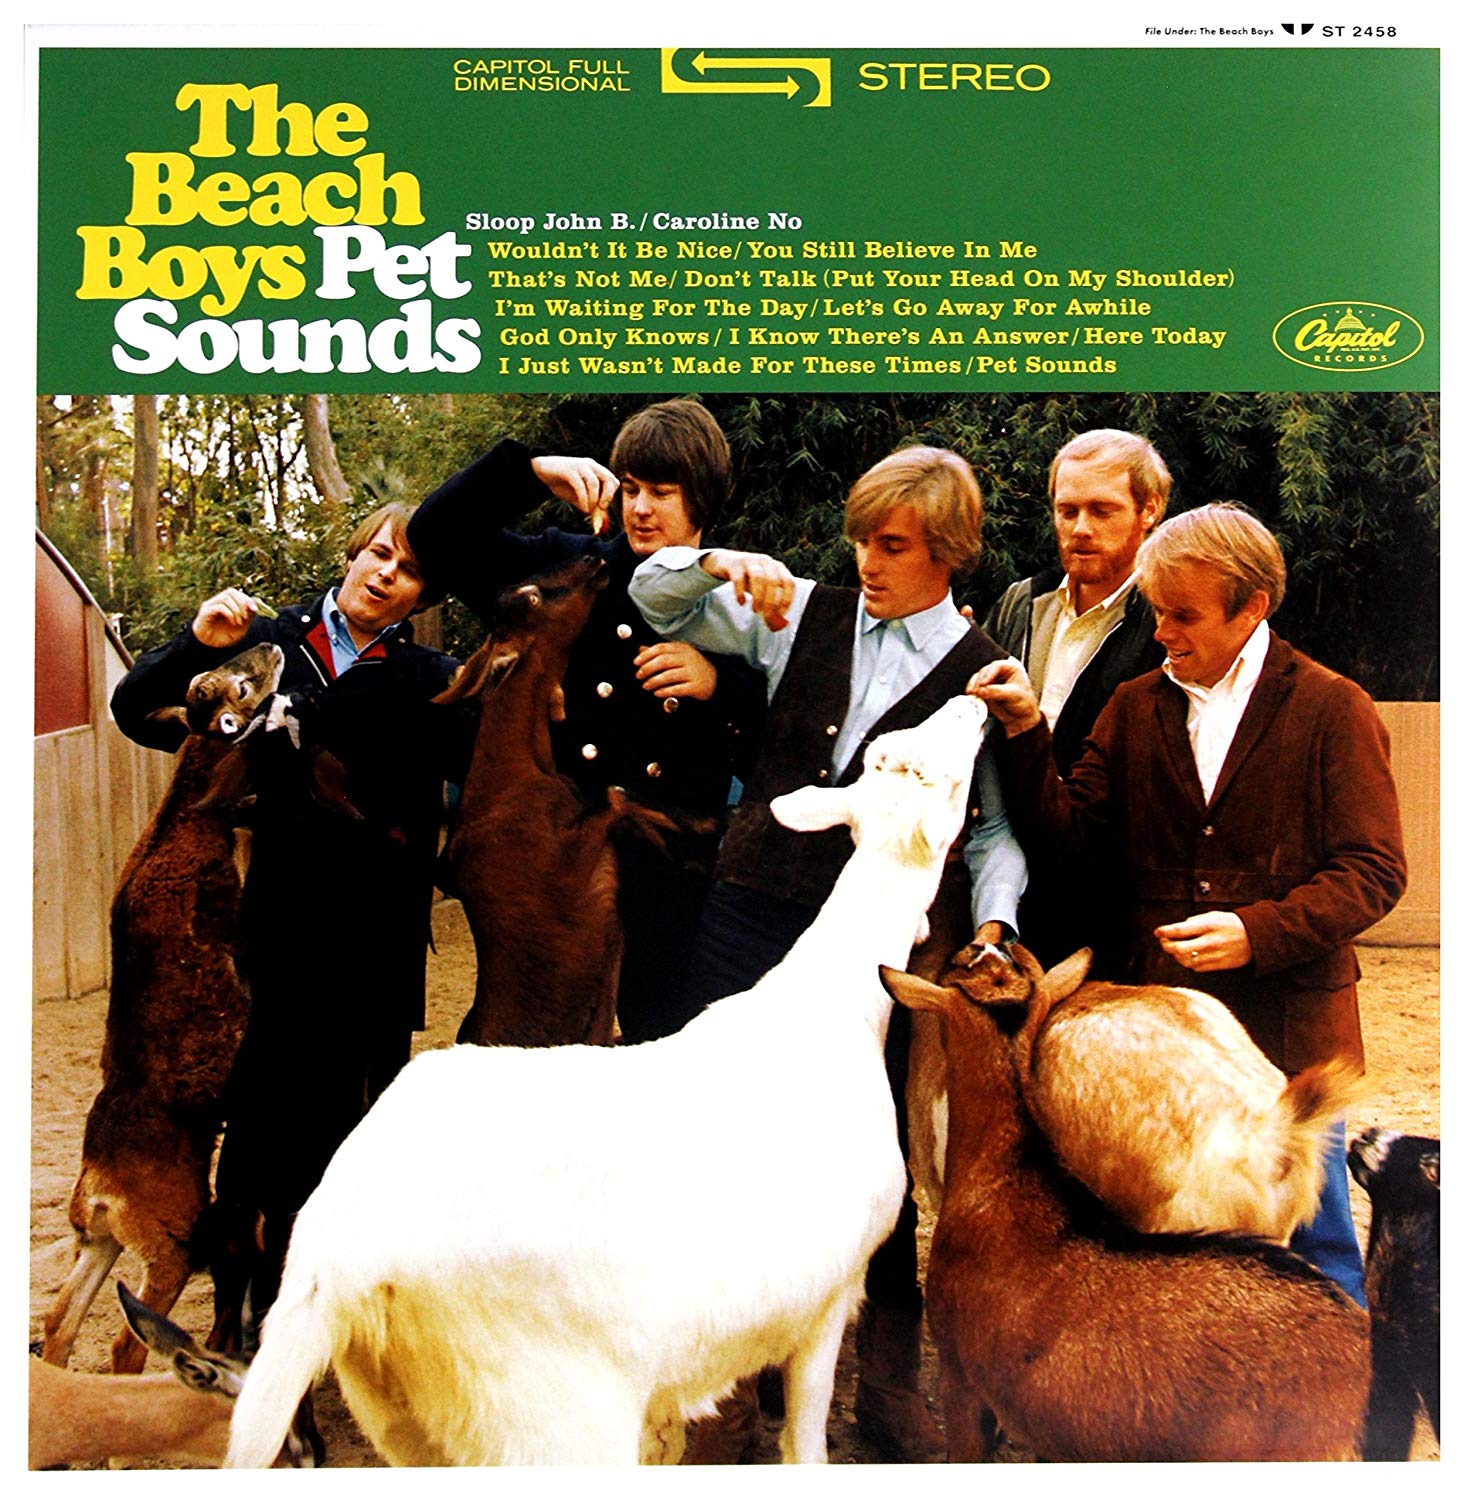 File Under: The Beach Boys ST 2458
CAPITOL FULL
DIMENSIONAL
STEREO
The
Beach
Boys Pet
Sounds
Sloop John B. / Caroline No
Wouldn't It Be Nice / You Still Believe In Me
That's Not Me / Don't Talk (Put Your Head On My Shoulder)
I'm Waiting For The Day / Let's Go Away For Awhile
God Only Knows / I Know There's An Answer / Here Today
I Just Wasn't Made For These Times / Pet Sounds
Capitol
RECORDS